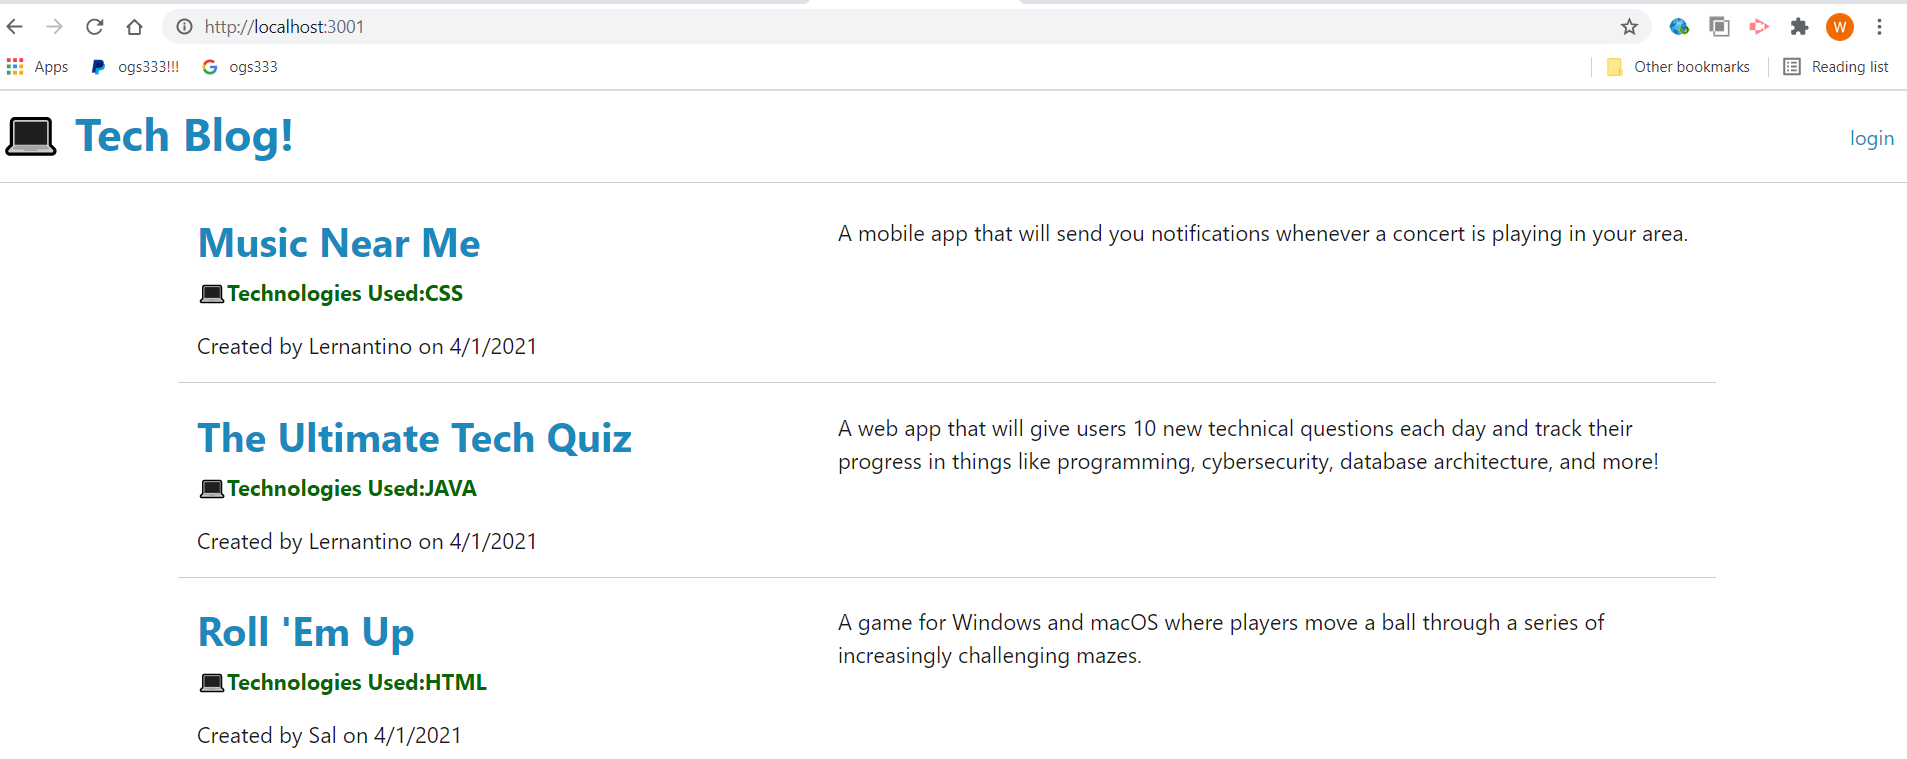 http://localhost:3001
W
Apps ogs333!!! ogs333 Other bookmarks Reading list
Tech Blog! login
Music Near Me
Technologies Used:CSS
Created by Lernantino on 4/1/2021
A mobile app that will send you notifications whenever a concert is playing in your area.
The Ultimate Tech Quiz
Technologies Used:JAVA
Created by Lernantino on 4/1/2021
A web app that will give users 10 new technical questions each day and track their
progress in things like programming, cybersecurity, database architecture, and more!
Roll 'Em Up
Technologies Used:HTML
Created by Sal on 4/1/2021
A game for Windows and macOS where players move a ball through a series of
increasingly challenging mazes.